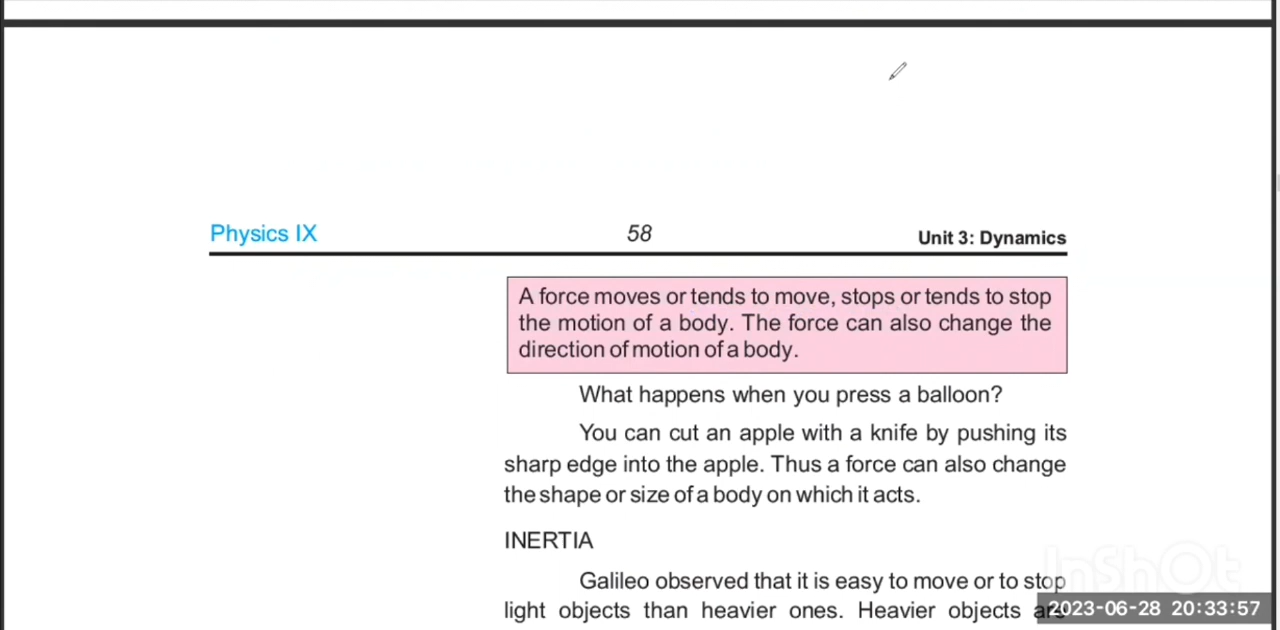 Physics IX
58
Unit 3: Dynamics
A force moves or tends to move, stops or tends to stop
the motion of a body. The force can also change the
direction of motion of a body.
What happens when you press a balloon?
You can cut an apple with a knife by pushing its
sharp edge into the apple. Thus a force can also change
the shape or size of a body on which it acts.
INERTIA
Galileo observed that it is easy to move or to stop
light objects than heavier ones. Heavier objects are
InShOt
2023-06-28 20:33:57